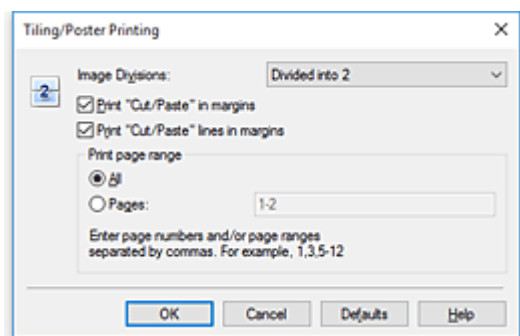 Tiling/Poster Printing
Image Divisions: Divided into 2
2
Print "Cut/Paste" in margins
Print "Cut/Paste" lines in margins
Print page range
All
Pages: 1-2
Enter page numbers and/or page ranges
separated by commas. For example, 1,3,5-12
OK Cancel Defaults Help